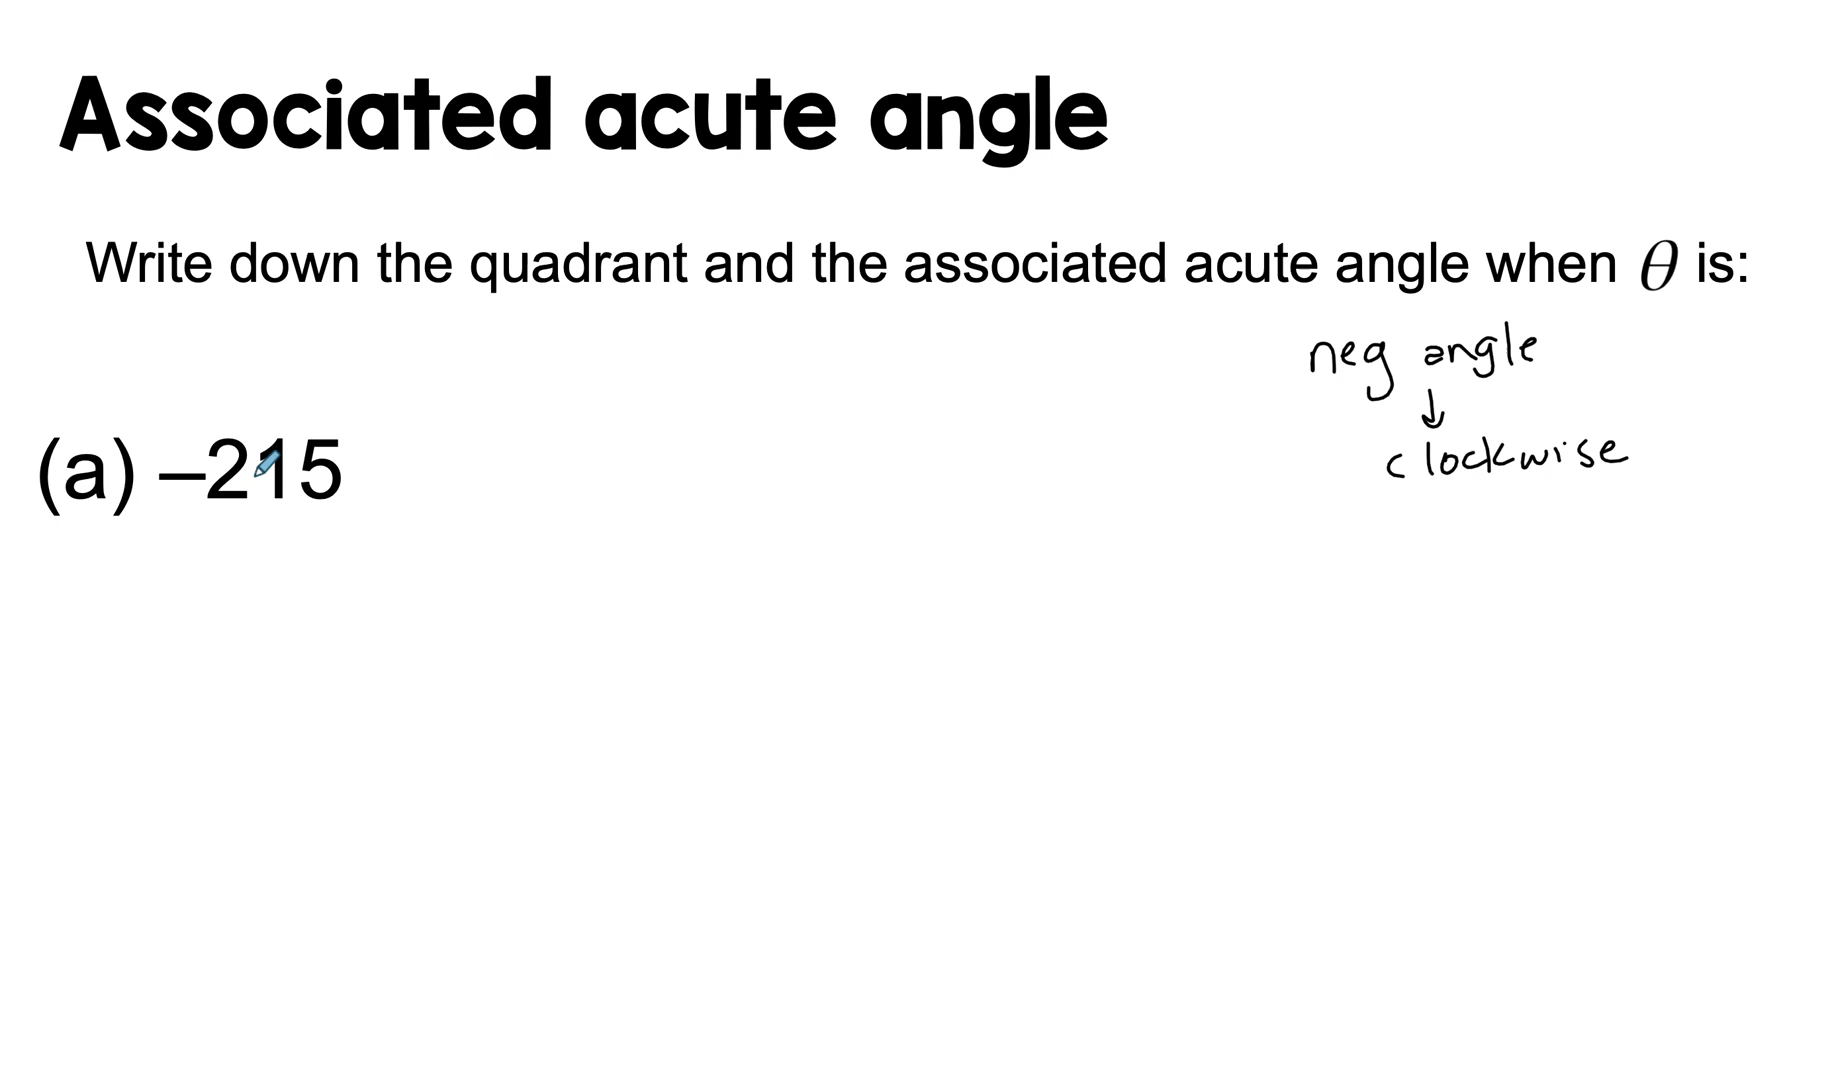 Associated acute angle
Write down the quadrant and the associated acute angle when θ is:
neg angle
↓
clockwise
(a) –215